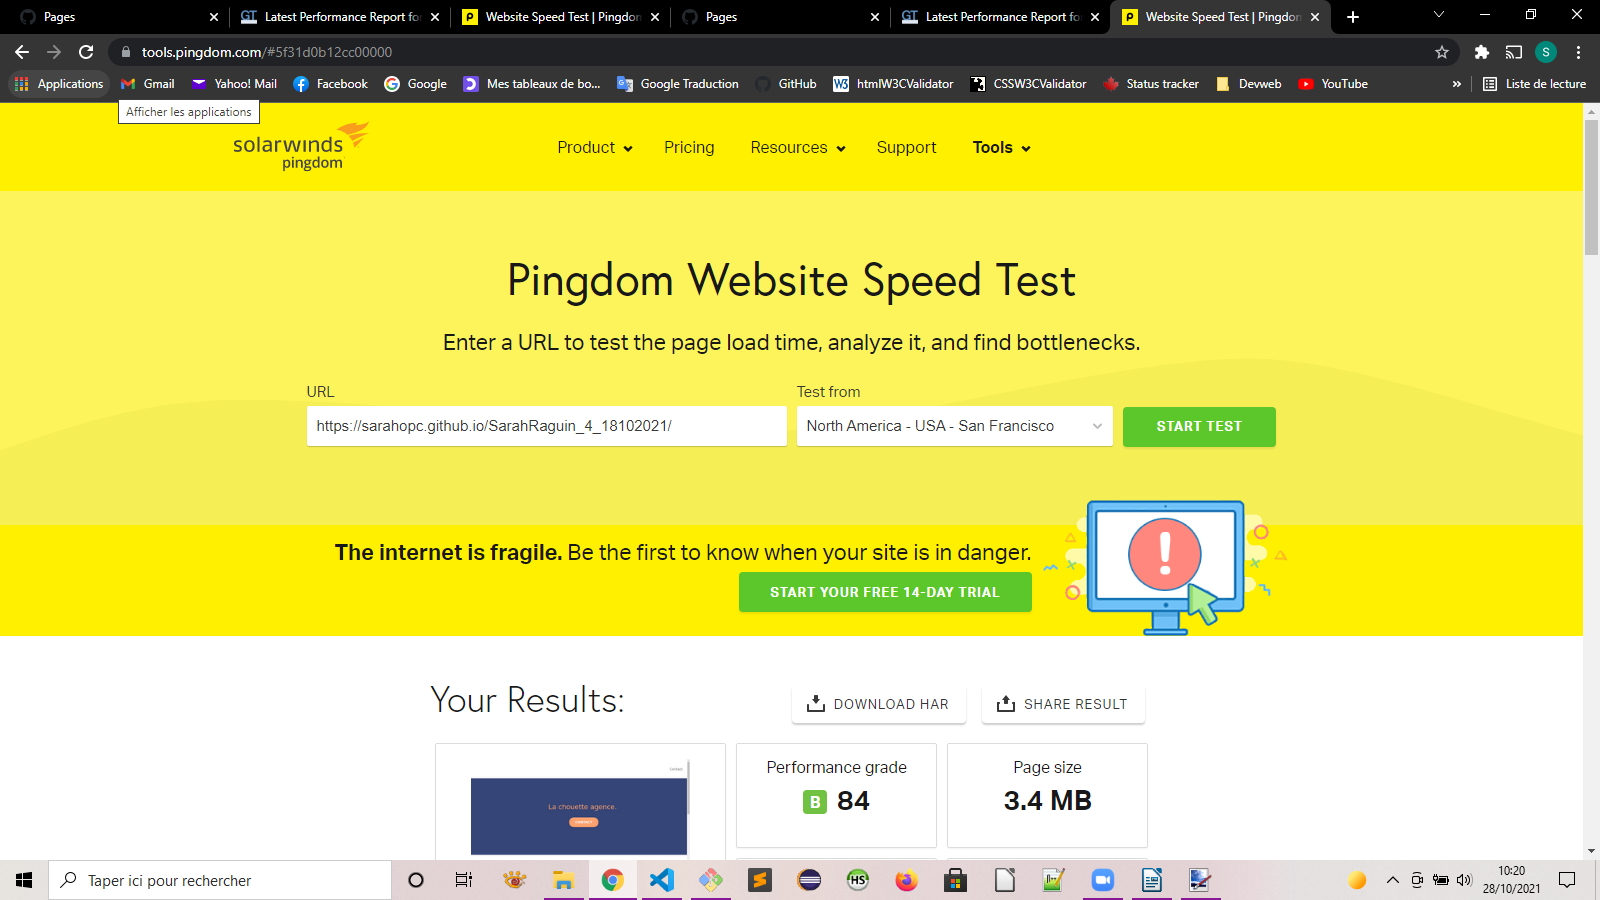 Pages
Latest Performance Report fo
Website Speed Test | Pingdon
Pages
Latest Performance Report fo
Website Speed Test | Pingdon
tools.pingdom.com/#5f31d0b12cc00000
S
Applications
Gmail
Yahoo! Mail
Facebook
Google
Mes tableaux de bo...
Google Traduction
GitHub
htmlW3CValidator
CSSW3CValidator
Status tracker
Devweb
YouTube
»
Liste de lecture
Afficher les applications
solarwinds
pingdom
Product
Pricing
Resources
Support
Tools
Pingdom Website Speed Test
Enter a URL to test the page load time, analyze it, and find bottlenecks.
URL
Test from
https://sarahopc.github.io/SarahRaguin_4_18102021/
North America - USA - San Francisco
START TEST
The internet is fragile. Be the first to know when your site is in danger.
START YOUR FREE 14-DAY TRIAL
Your Results:
DOWNLOAD HAR
SHARE RESULT
La chouette agence.
Performance grade
B 84
Page size
3.4 MB
Taper ici pour rechercher
HS
10:20
28/10/2021